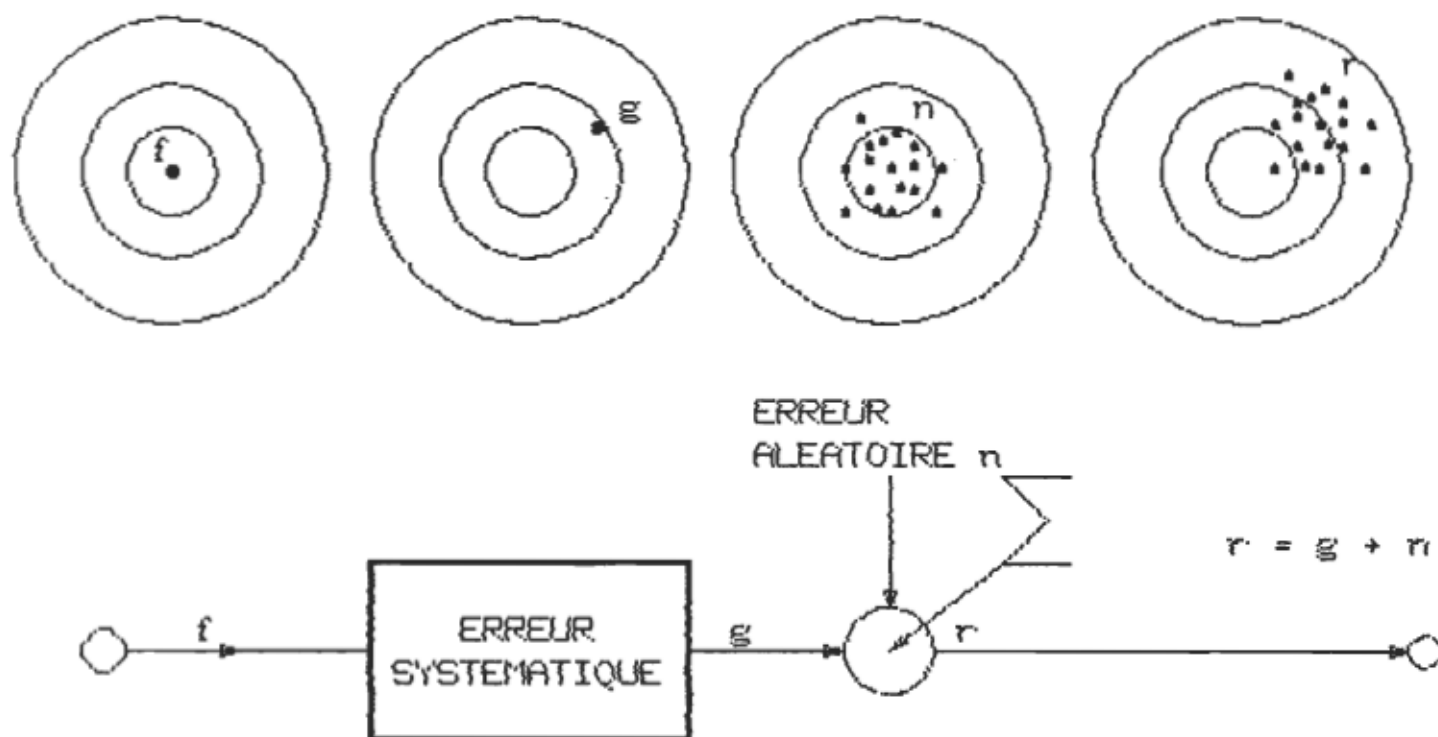 f
g
n
r
ERREUR
ALEATOIRE n
r = g + n
f
ERREUR
SYSTEMATIQUE
g
r